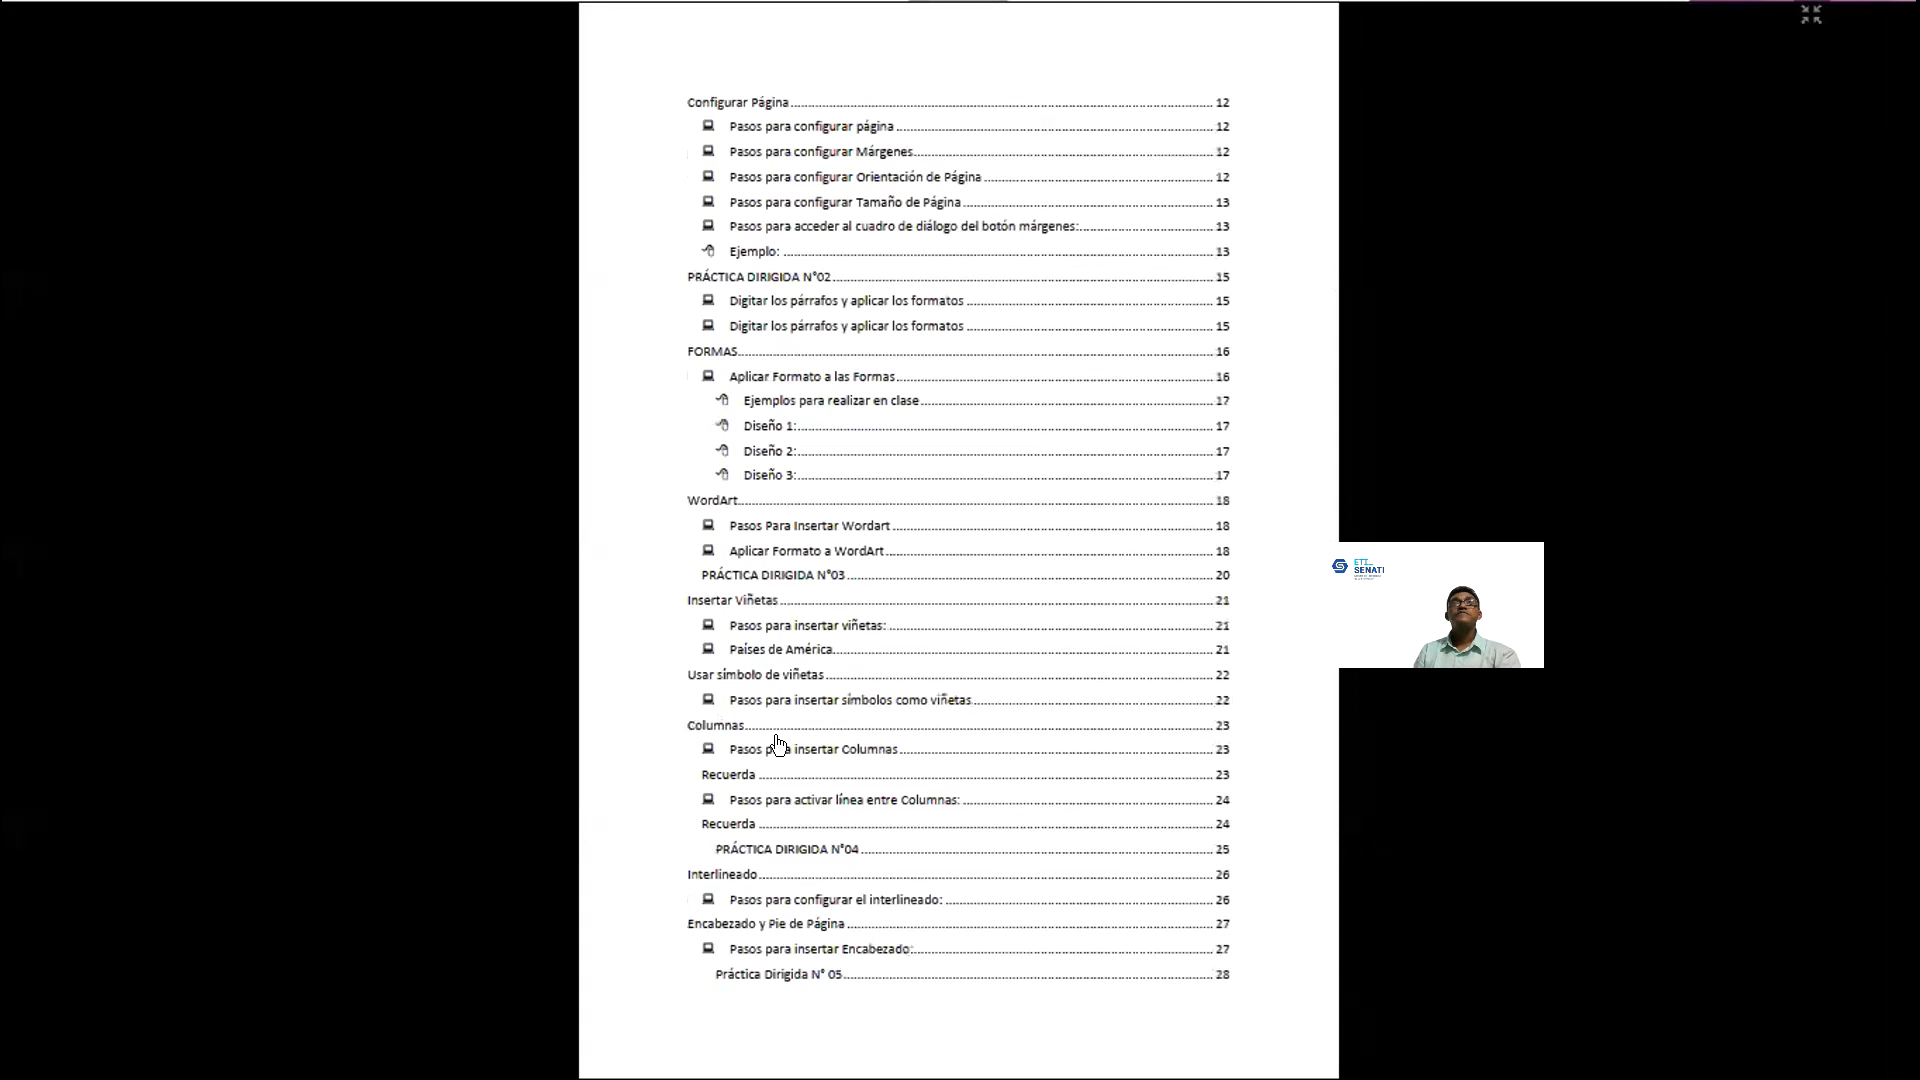 Configurar Página 12
Pasos para configurar página 12
Pasos para configurar Márgenes 12
Pasos para configurar Orientación de Página 12
Pasos para configurar Tamaño de Página 13
Pasos para acceder al cuadro de diálogo del botón márgenes: 13
Ejemplo: 13
PRÁCTICA DIRIGIDA N°02 15
Digitar los párrafos y aplicar los formatos 15
Digitar los párrafos y aplicar los formatos 15
FORMAS 16
Aplicar Formato a las Formas 16
Ejemplos para realizar en clase 17
Diseño 1: 17
Diseño 2: 17
Diseño 3: 17
WordArt 18
Pasos Para Insertar Wordart 18
Aplicar Formato a WordArt 18
PRÁCTICA DIRIGIDA N°03 20
Insertar Viñetas 21
Pasos para insertar viñetas: 21
Países de América 21
Usar símbolo de viñetas 22
Pasos para insertar símbolos como viñetas 22
Columnas 23
Pasos para insertar Columnas 23
Recuerda 23
Pasos para activar línea entre Columnas: 24
Recuerda 24
PRÁCTICA DIRIGIDA N°04 25
Interlineado 26
Pasos para configurar el interlineado: 26
Encabezado y Pie de Página 27
Pasos para insertar Encabezado: 27
Práctica Dirigida N° 05 28
ETI
SENATI